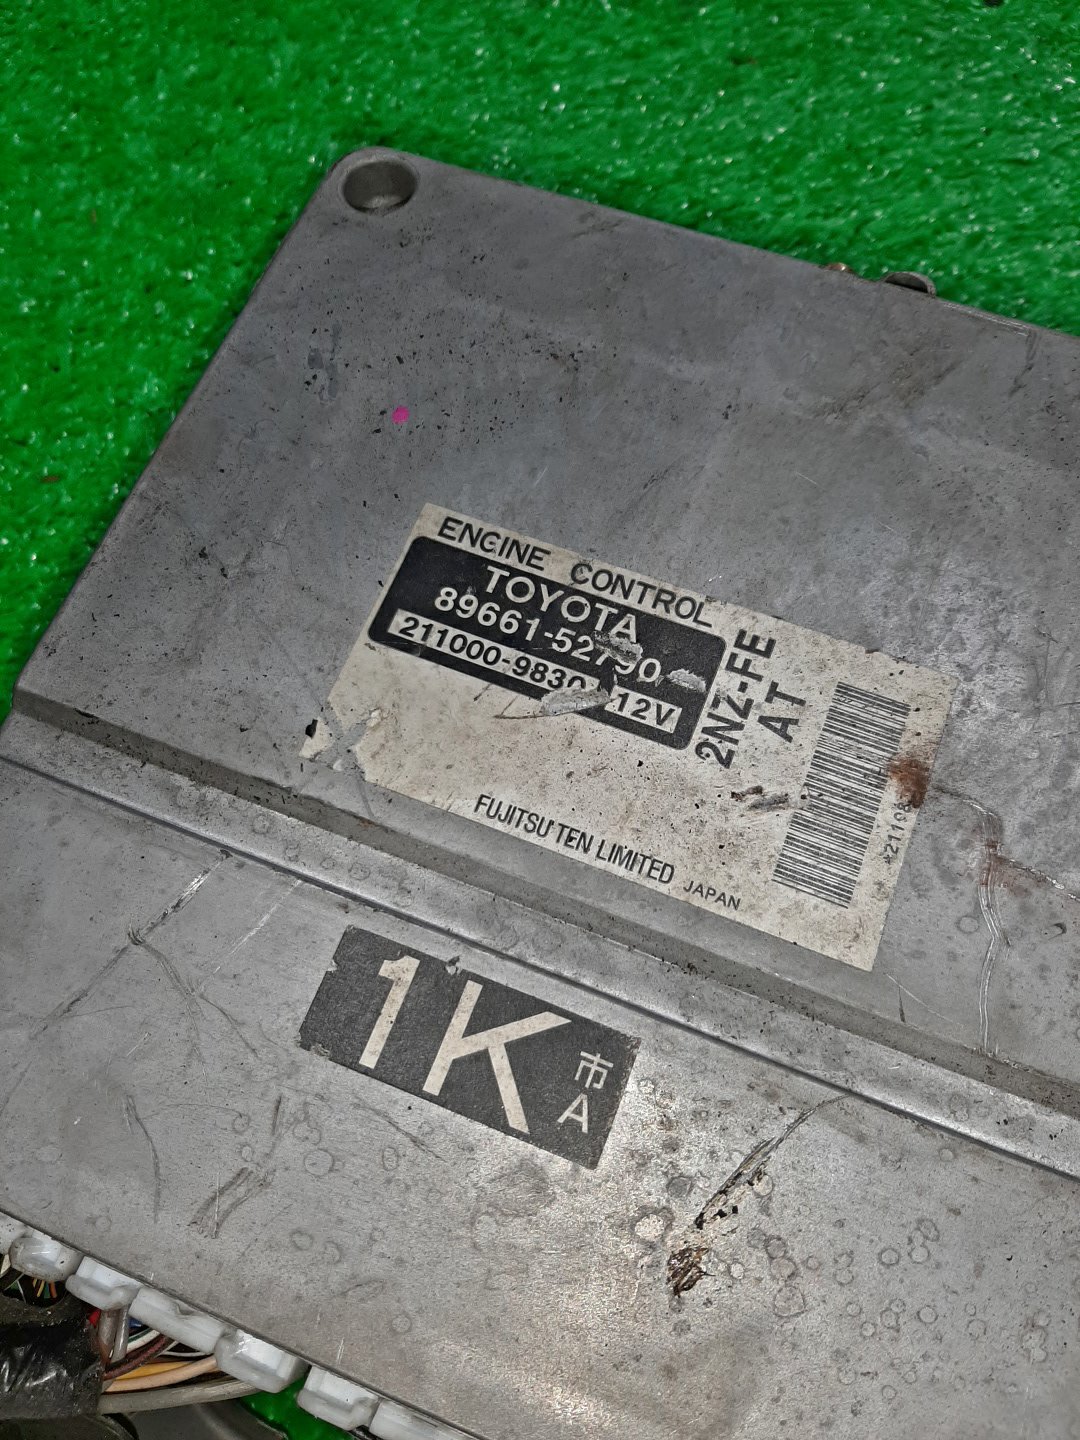 ENGINE CONTROL
TOYOTA
89661-52790
211000-9830 12V
2NZ-FE
AT
FUJITSU TEN LIMITED JAPAN
1K
市
A